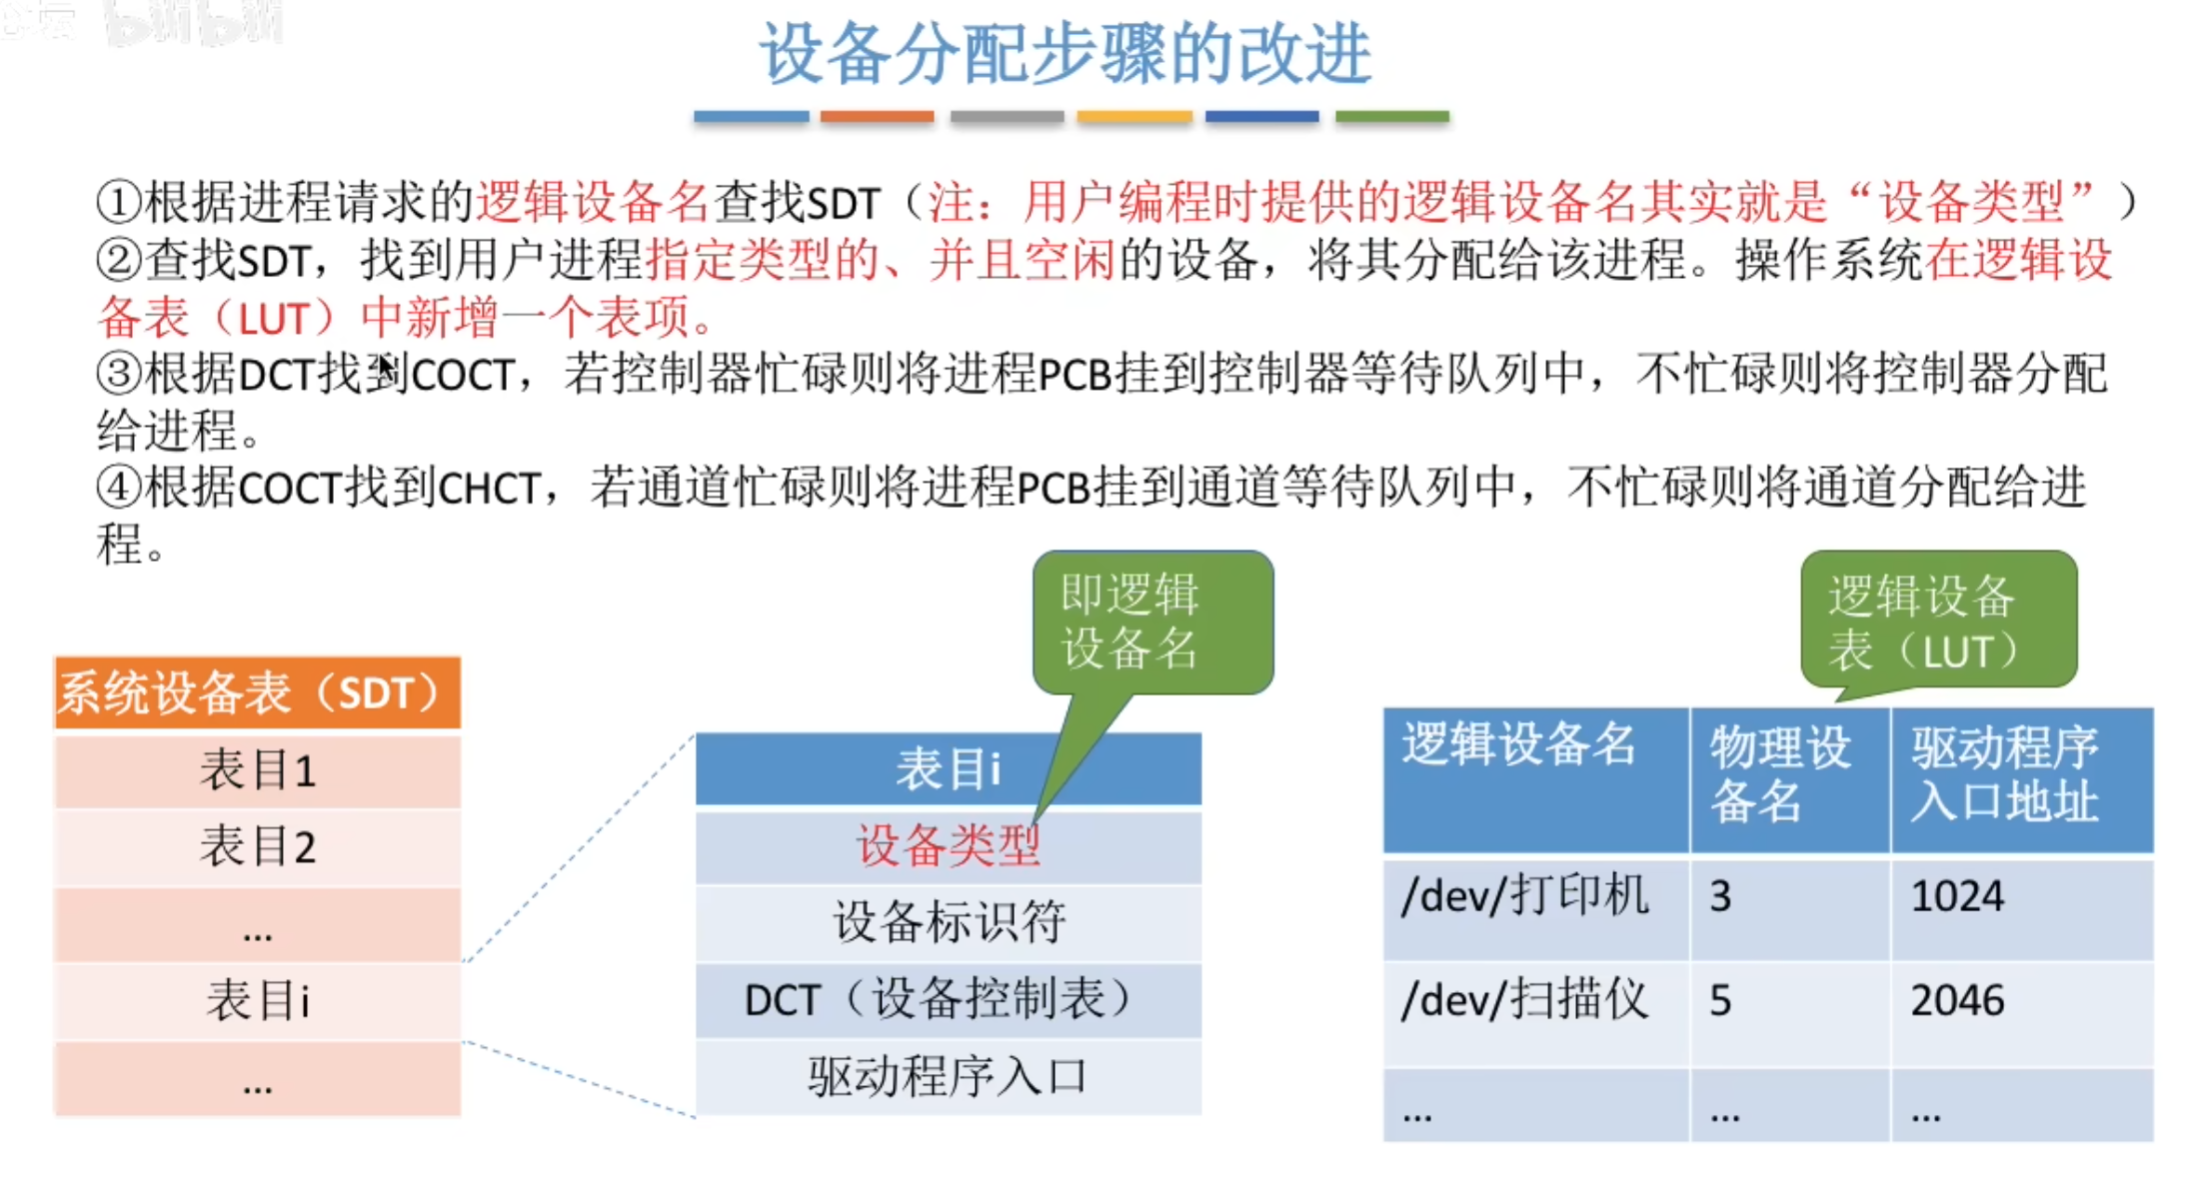 bilibili
设备分配步骤的改进
①根据进程请求的逻辑设备名查找SDT（注：用户编程时提供的逻辑设备名其实就是“设备类型”）
②查找SDT，找到用户进程指定类型的、并且空闲的设备，将其分配给该进程。操作系统在逻辑设
备表（LUT）中新增一个表项。
③根据DCT找到COCT，若控制器忙碌则将进程PCB挂到控制器等待队列中，不忙碌则将控制器分配
给进程。
④根据COCT找到CHCT，若通道忙碌则将进程PCB挂到通道等待队列中，不忙碌则将通道分配给进
程。
即逻辑
设备名
逻辑设备
表（LUT）
系统设备表（SDT）
表目1
表目2
...
表目i
...
表目i
设备类型
设备标识符
DCT（设备控制表）
驱动程序入口
逻辑设备名 物理设
备名 驱动程序
入口地址
/dev/打印机 3 1024
/dev/扫描仪 5 2046
... ... ...